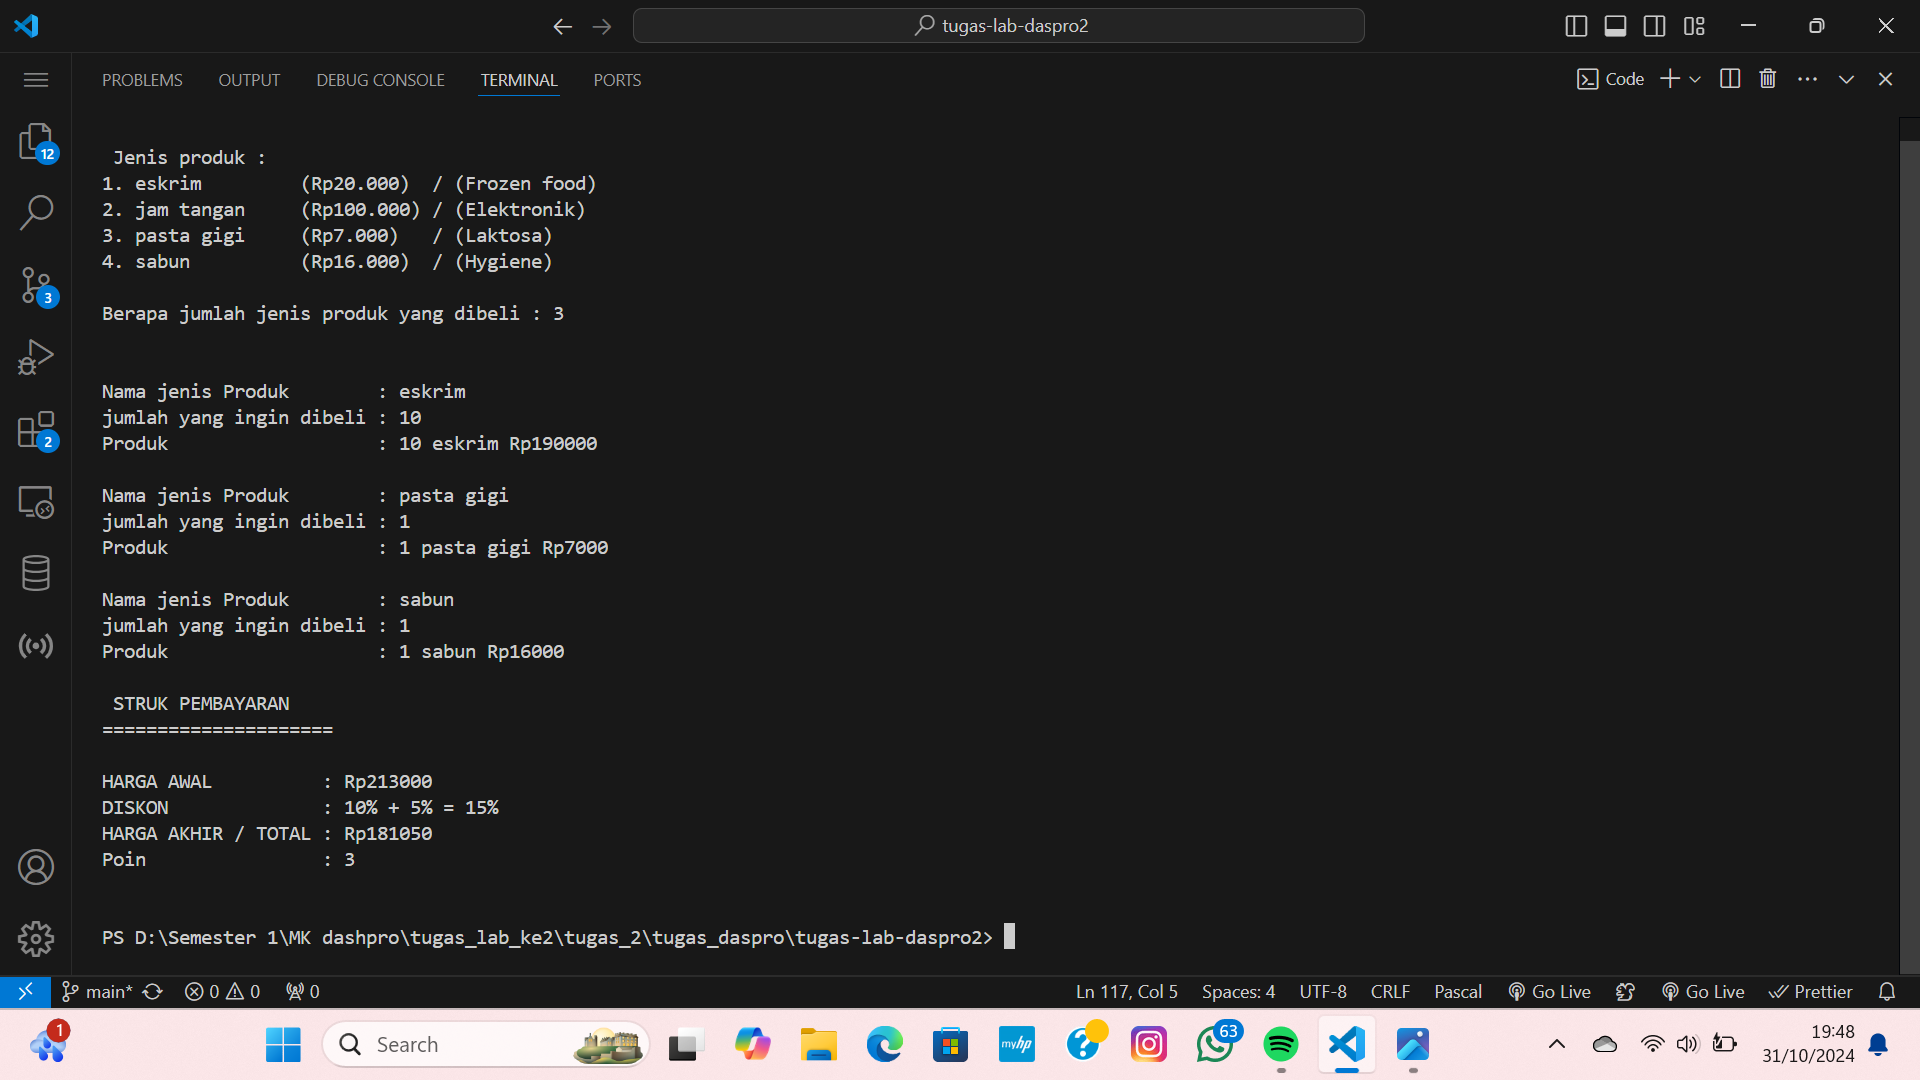 tugas-lab-daspro2
PROBLEMS OUTPUT DEBUG CONSOLE TERMINAL PORTS Code
Jenis produk :
1. eskrim (Rp20.000) / (Frozen food)
2. jam tangan (Rp100.000) / (Elektronik)
3. pasta gigi (Rp7.000) / (Laktosa)
4. sabun (Rp16.000) / (Hygiene)
Berapa jumlah jenis produk yang dibeli : 3
Nama jenis Produk : eskrim
jumlah yang ingin dibeli : 10
Produk : 10 eskrim Rp190000
Nama jenis Produk : pasta gigi
jumlah yang ingin dibeli : 1
Produk : 1 pasta gigi Rp7000
Nama jenis Produk : sabun
jumlah yang ingin dibeli : 1
Produk : 1 sabun Rp16000
STRUK PEMBAYARAN
=====================
HARGA AWAL : Rp213000
DISKON : 10% + 5% = 15%
HARGA AKHIR / TOTAL : Rp181050
Poin : 3
PS D:\Semester 1\MK dashpro\tugas_lab_ke2\tugas_2\tugas_daspro\tugas-lab-daspro2>
12
3
2
main* 0 0 0 Ln 117, Col 5 Spaces: 4 UTF-8 CRLF Pascal Go Live Go Live Prettier
1 Search myhp 63 19:48
31/10/2024